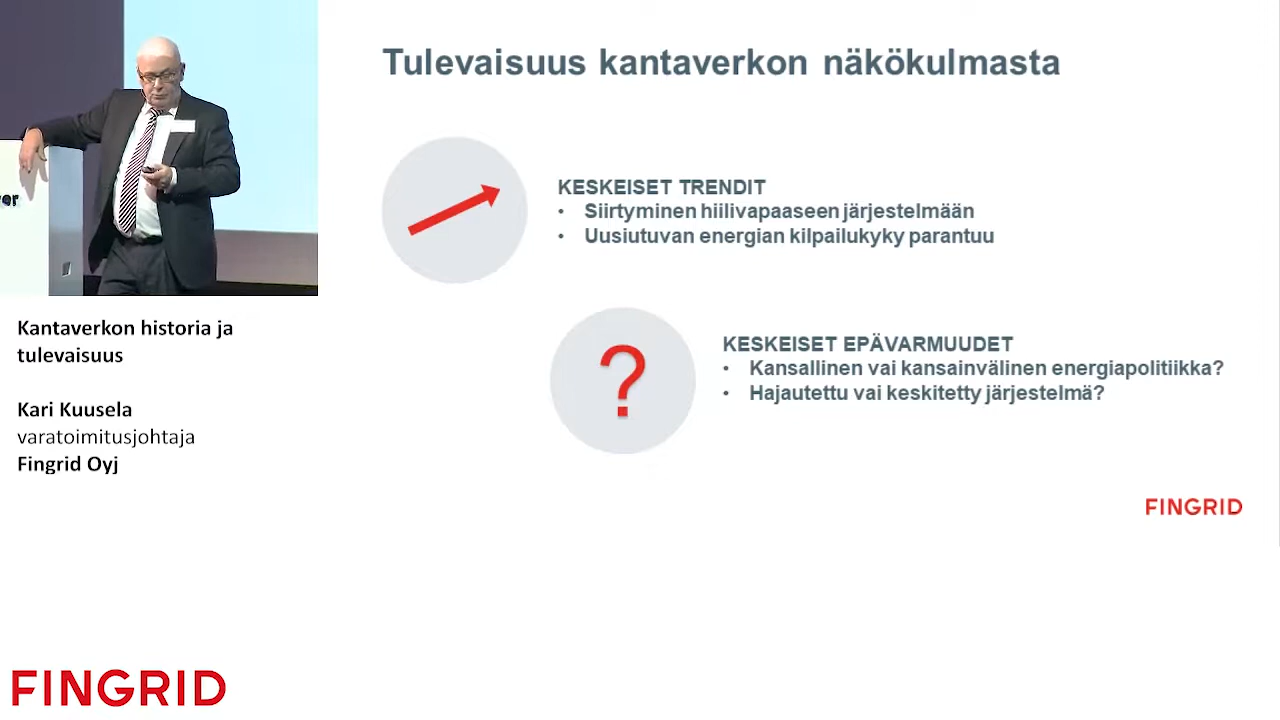 Tulevaisuus kantaverkon näkökulmasta
KESKEISET TRENDIT
• Siirtyminen hiilivapaaseen järjestelmään
• Uusiutuvan energian kilpailukyky parantuu
?
KESKEISET EPÄVARMUUDET
• Kansallinen vai kansainvälinen energiapolitiikka?
• Hajautettu vai keskitetty järjestelmä?
FINGRID
Kantaverkon historia ja
tulevaisuus
Kari Kuusela
varatoimitusjohtaja
Fingrid Oyj
FINGRID